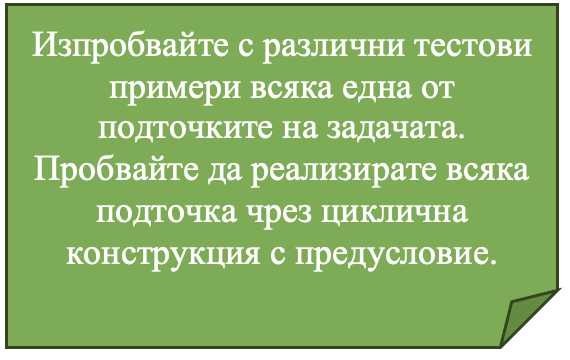 Изпробвайте с различни тестови
примери всяка една от
подточките на задачата.
Пробвайте да реализирате всяка
подточка чрез циклична
конструкция с предусловие.